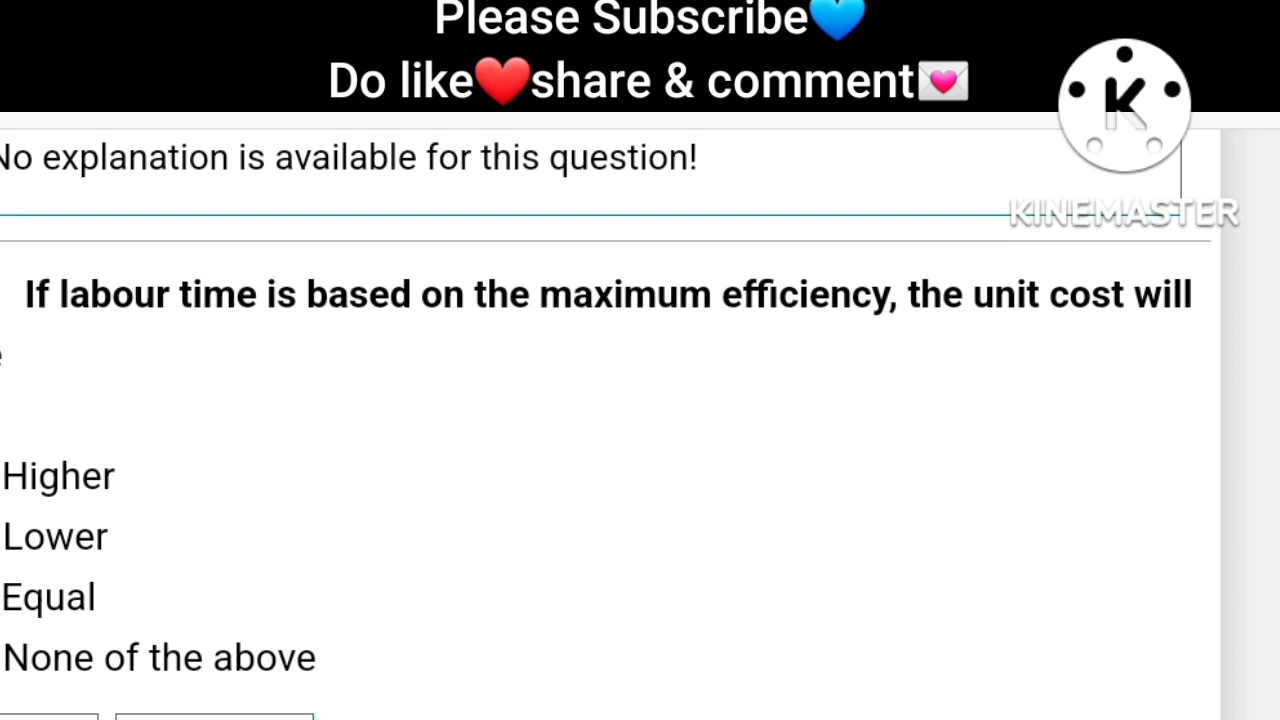 Please Subscribe💙
Do like❤️share & comment💌
K
No explanation is available for this question!
KINEMASTER
If labour time is based on the maximum efficiency, the unit cost will
Higher
Lower
Equal
None of the above